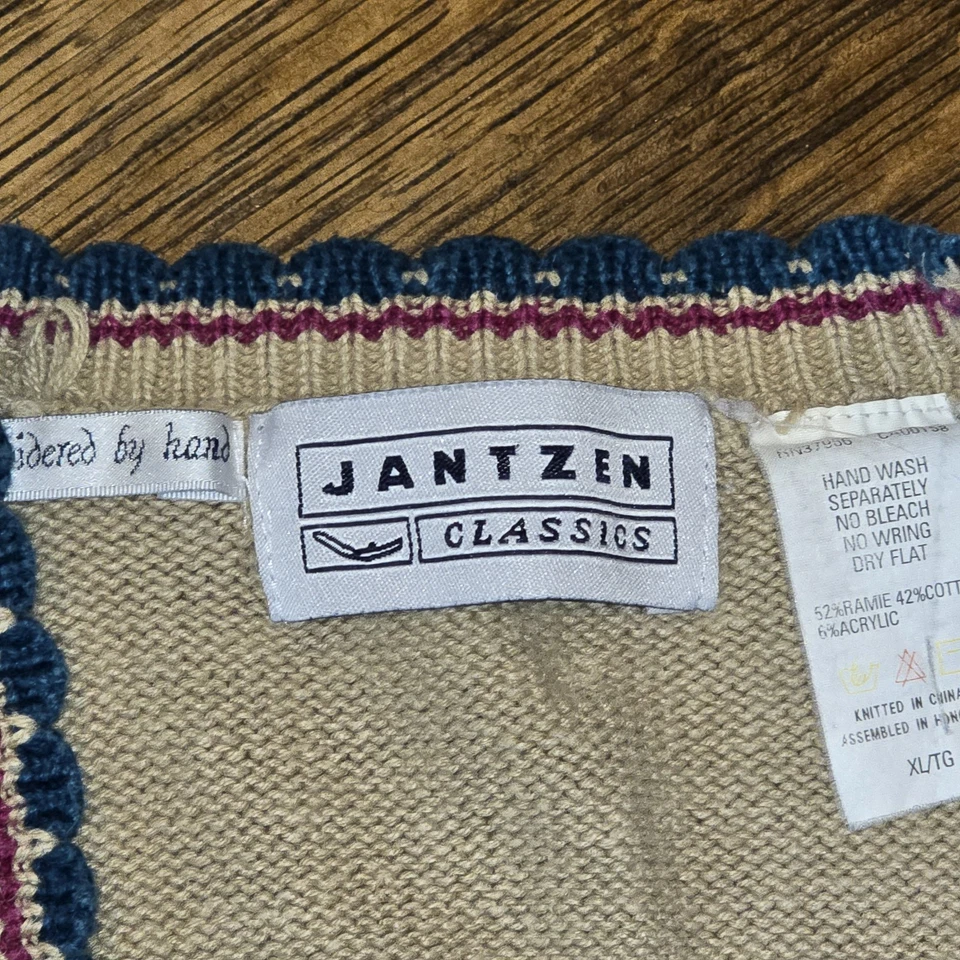 idered by hand
JANTZEN
CLASSICS
RN37956
HAND WASH
SEPARATELY
NO BLEACH
NO WRING
DRY FLAT
52%RAMIE 42%COTT
6%ACRYLIC
KNITTED IN CHINA
ASSEMBLED IN HONG
XL/TG